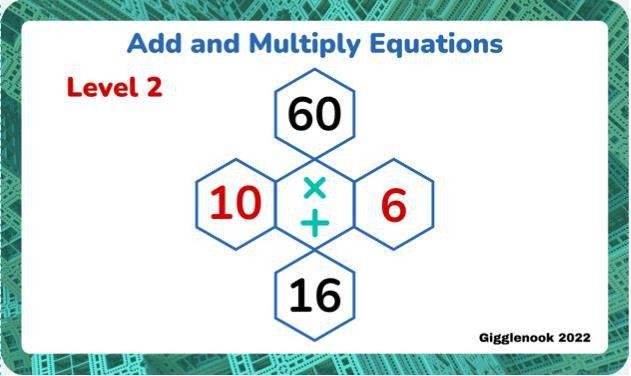 Add and Multiply Equations
Level 2
60
10 × 6
+
16
Gigglenook 2022